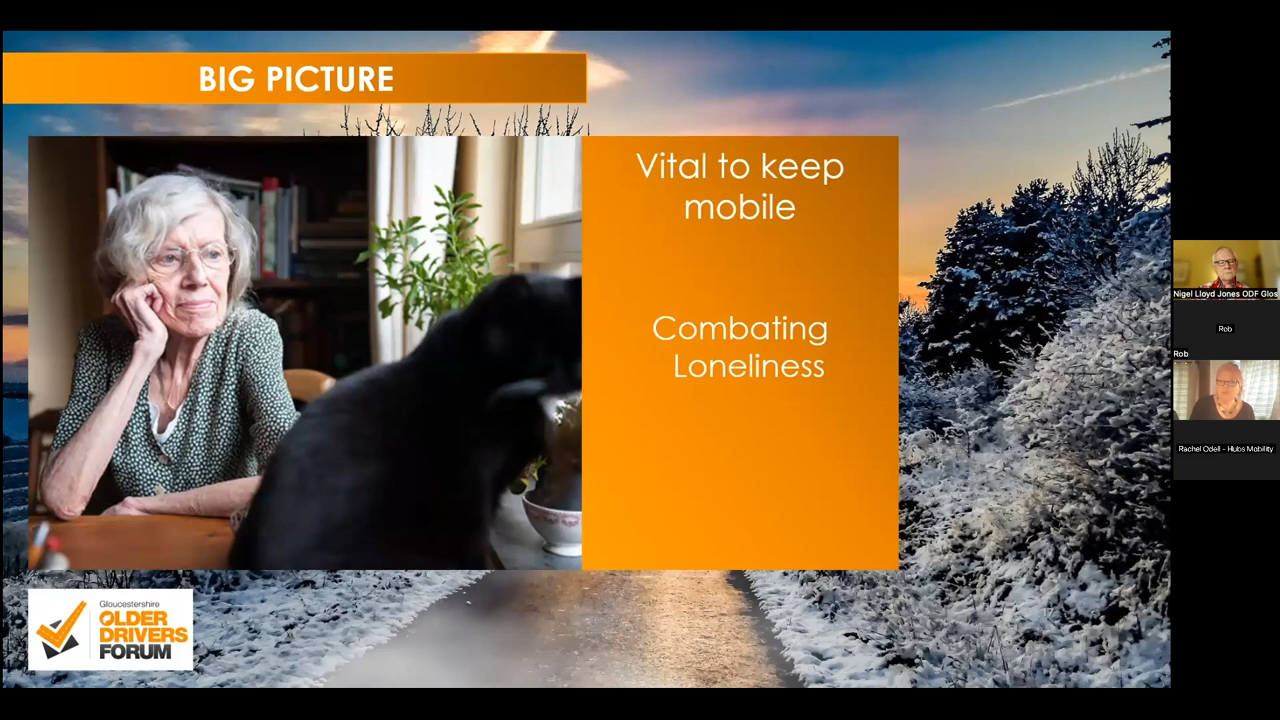 BIG PICTURE
Vital to keep
mobile
Combating
Loneliness
Gloucestershire
OLDER
DRIVERS
FORUM
Nigel Lloyd Jones ODF Glos
Rob
Rob
Rachel Odell - Hubs Mobility